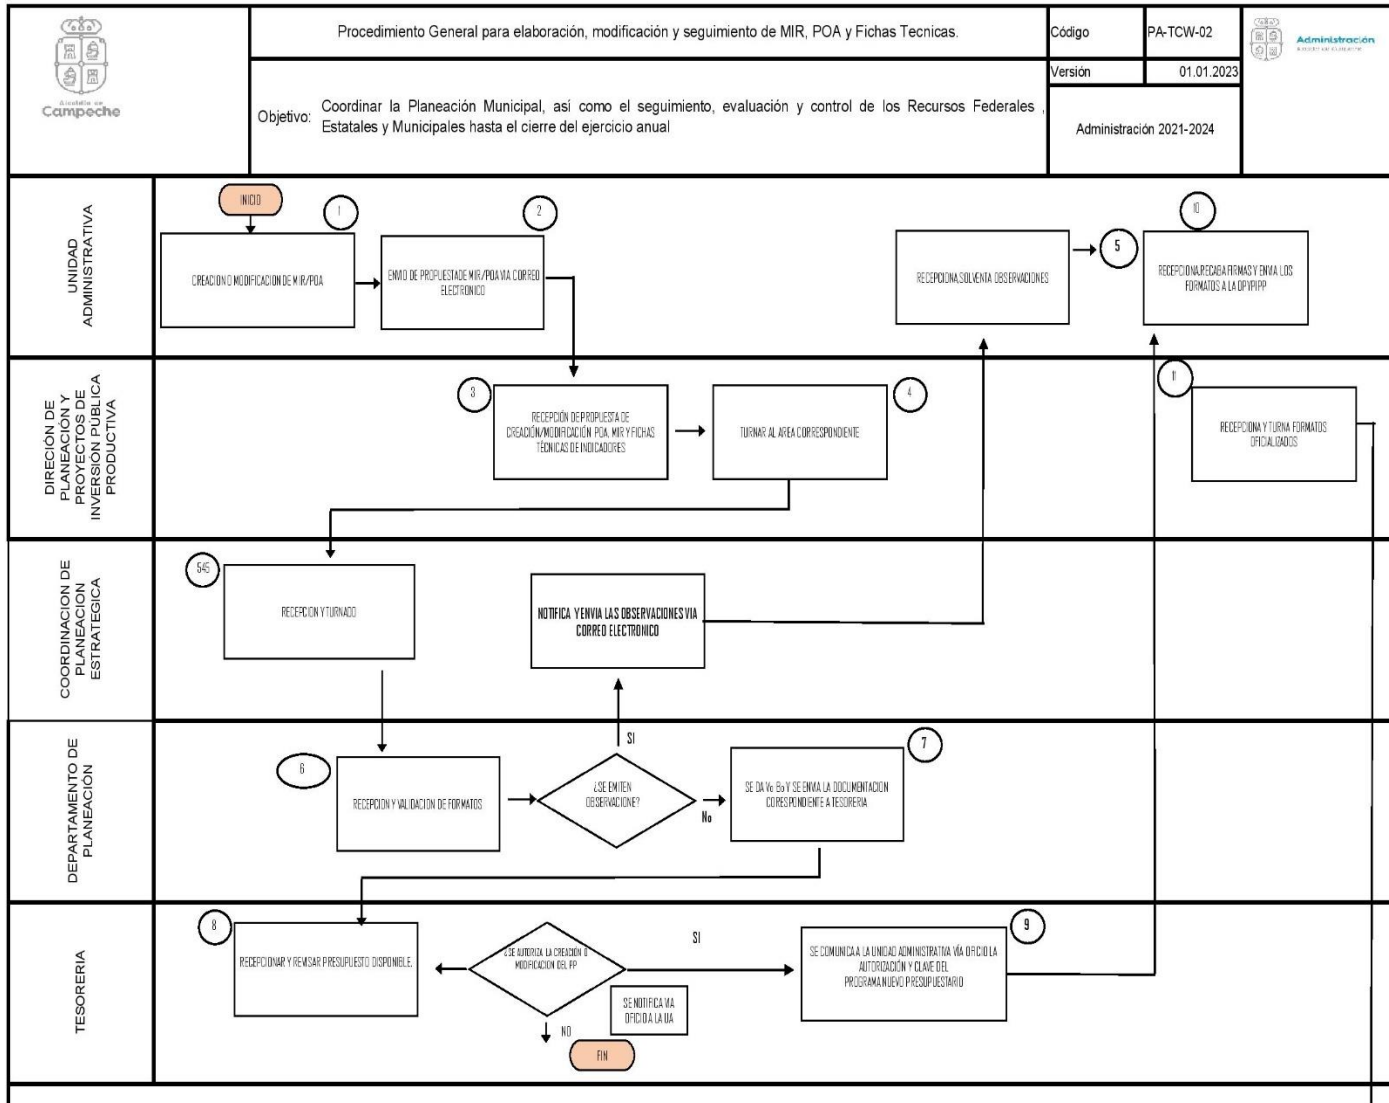 Procedimiento General para elaboración, modificación y seguimiento de MIR, POA y Fichas Tecnicas.
Código
PA-TCW-02
Versión
01.01.2023
Alcaldía de
Campeche
Objetivo:
Coordinar la Planeación Municipal, así como el seguimiento, evaluación y control de los Recursos Federales ,
Estatales y Municipales hasta el cierre del ejercicio anual
Administración 2021-2024
Administración
UNIDAD
ADMINISTRATIVA
INICIO
1
CREACION O MODIFICACION DE MIR/POA
2
ENVIO DE PROPUESTA DE MIR/POA VIA CORREO
ELECTRONICO
RECEPCIONA,SOLVENTA OBSERVACIONES
5
10
RECEPCIONA,RECABA FIRMAS Y ENVIA LOS
FORMATOS A LA DPYPIPP
DIRECIÓN DE
PLANEACIÓN Y
PROYECTOS DE
INVERSIÓN PÚBLICA
PRODUCTIVA
3
RECEPCIÓN DE PROPUESTA DE
CREACIÓN/MODIFICACIÓN POA, MIR Y FICHAS
TÉCNICAS DE INDICADORES
4
TURNAR AL AREA CORRESPONDIENTE
11
RECEPCIONA Y TURNA FORMATOS
OFICIALIZADOS
COORDINACION DE
PLANEACION
ESTRATEGICA
545
RECEPCION Y TURNADO
NOTIFICA Y ENVIA LAS OBSERVACIONES VIA
CORREO ELECTRONICO
DEPARTAMENTO DE
PLANEACIÓN
6
RECEPCION Y VALIDACION DE FORMATOS
¿SE EMITEN
OBSERVACIONE?
SI
No
7
SE DA Vo Bo Y SE ENVIA LA DOCUMENTACION
CORESPONDIENTE A TESORERIA
TESORERIA
8
RECEPCIONAR Y REVISAR PRESUPUESTO DISPONIBLE.
¿SE AUTORIZA LA CREACIÓN O
MODIFICACION DEL PP
SI
NO
SE NOTIFICA VIA
OFICIO A LA UA
FIN
9
SE COMUNICA A LA UNIDAD ADMINISTRATIVA VÍA OFICIO LA
AUTORIZACIÓN Y CLAVE DEL
PROGRAMA NUEVO PRESUPUESTARIO